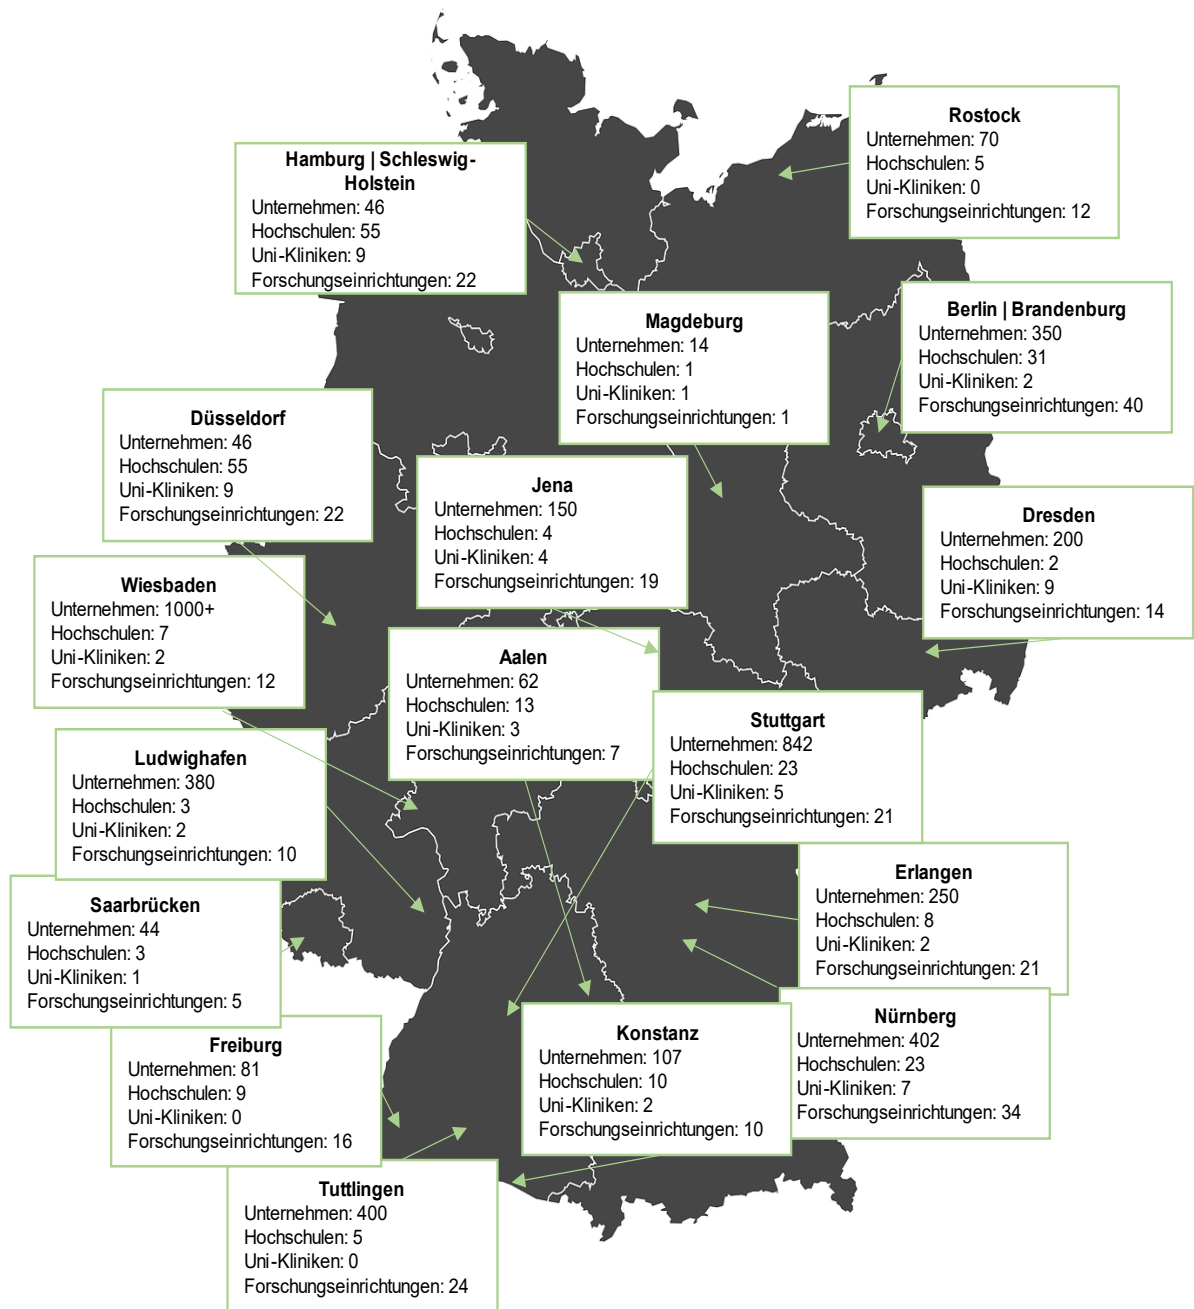 Rostock
Unternehmen: 70
Hochschulen: 5
Uni-Kliniken: 0
Forschungseinrichtungen: 12
Hamburg | Schleswig-
Holstein
Unternehmen: 46
Hochschulen: 55
Uni-Kliniken: 9
Forschungseinrichtungen: 22
Berlin | Brandenburg
Unternehmen: 350
Hochschulen: 31
Uni-Kliniken: 2
Forschungseinrichtungen: 40
Magdeburg
Unternehmen: 14
Hochschulen: 1
Uni-Kliniken: 1
Forschungseinrichtungen: 1
Düsseldorf
Unternehmen: 46
Hochschulen: 55
Uni-Kliniken: 9
Forschungseinrichtungen: 22
Jena
Unternehmen: 150
Hochschulen: 4
Uni-Kliniken: 4
Forschungseinrichtungen: 19
Dresden
Unternehmen: 200
Hochschulen: 2
Uni-Kliniken: 9
Forschungseinrichtungen: 14
Wiesbaden
Unternehmen: 1000+
Hochschulen: 7
Uni-Kliniken: 2
Forschungseinrichtungen: 12
Aalen
Unternehmen: 62
Hochschulen: 13
Uni-Kliniken: 3
Forschungseinrichtungen: 7
Stuttgart
Unternehmen: 842
Hochschulen: 23
Uni-Kliniken: 5
Forschungseinrichtungen: 21
Ludwighafen
Unternehmen: 380
Hochschulen: 3
Uni-Kliniken: 2
Forschungseinrichtungen: 10
Erlangen
Unternehmen: 250
Hochschulen: 8
Uni-Kliniken: 2
Forschungseinrichtungen: 21
Saarbrücken
Unternehmen: 44
Hochschulen: 3
Uni-Kliniken: 1
Forschungseinrichtungen: 5
Nürnberg
Unternehmen: 402
Hochschulen: 23
Uni-Kliniken: 7
Forschungseinrichtungen: 34
Konstanz
Unternehmen: 107
Hochschulen: 10
Uni-Kliniken: 2
Forschungseinrichtungen: 10
Freiburg
Unternehmen: 81
Hochschulen: 9
Uni-Kliniken: 0
Forschungseinrichtungen: 16
Tuttlingen
Unternehmen: 400
Hochschulen: 5
Uni-Kliniken: 0
Forschungseinrichtungen: 24